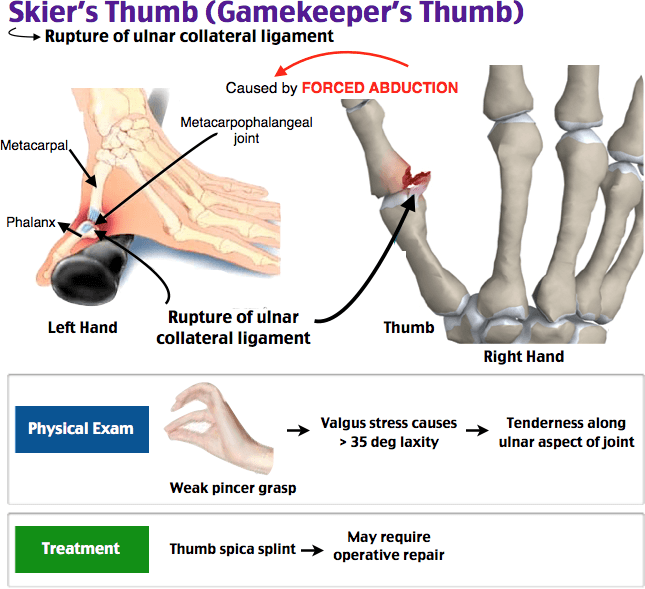 Skier's Thumb (Gamekeeper's Thumb)
Rupture of ulnar collateral ligament
Caused by FORCED ABDUCTION
Metacarpophalangeal
joint
Metacarpal
Phalanx
Left Hand
Rupture of ulnar
collateral ligament
Thumb
Right Hand
Physical Exam
Weak pincer grasp
Valgus stress causes
> 35 deg laxity
Tenderness along
ulnar aspect of joint
Treatment
Thumb spica splint
May require
operative repair